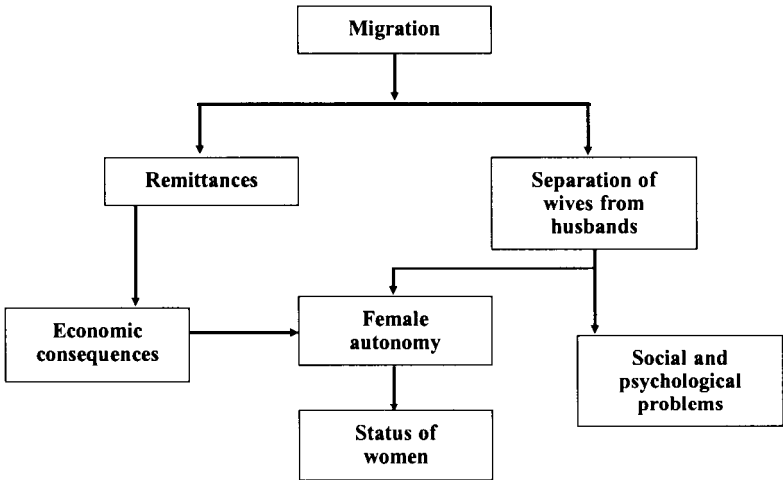 Migration
Remittances
Separation of
wives from
husbands
Economic
consequences
Female
autonomy
Social and
psychological
problems
Status of
women